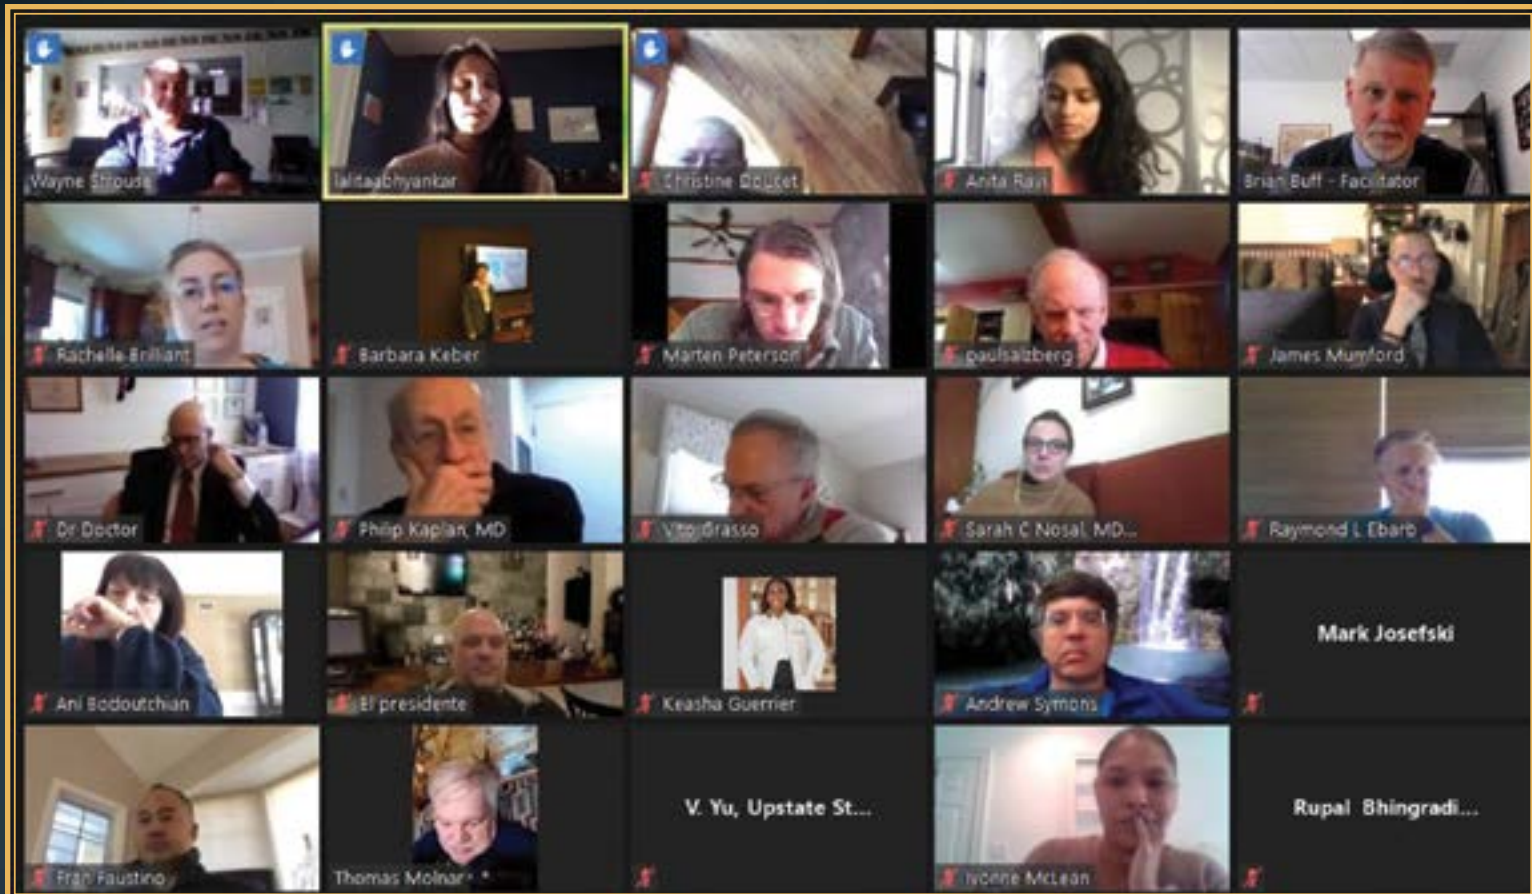 Wayne Strouse
lalitaabhyankar
Christine Doucet
Anita Ravi
Brian Buff - Facilitator
Rachelle Brilliant
Barbara Keber
Marten Peterson
paulsalzberg
James Mumford
Dr Doctor
Philip Kaplan, MD
Vito Grasso
Sarah C Nosal, MD...
Raymond L Ebarb
Ani Bodoutchian
El presidente
Keasha Guerrier
Andrew Symons
Mark Josefski
Fran Faustino
Thomas Molnar
V. Yu, Upstate St...
Ivonne McLean
Rupal Bhingradi...